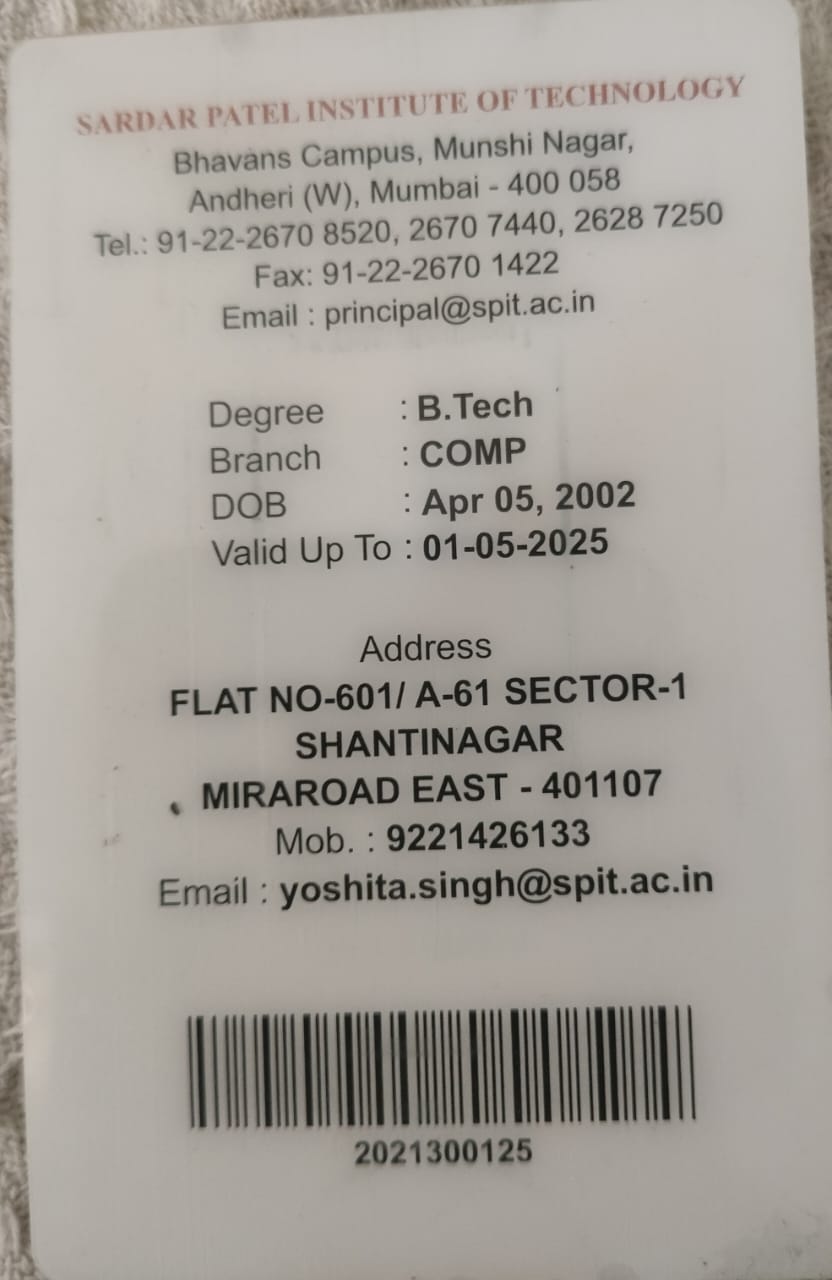 SARDAR PATEL INSTITUTE OF TECHNOLOGY
Bhavans Campus, Munshi Nagar,
Andheri (W), Mumbai - 400 058
Tel.: 91-22-2670 8520, 2670 7440, 2628 7250
Fax: 91-22-2670 1422
Email : principal@spit.ac.in
Degree : B.Tech
Branch : COMP
DOB : Apr 05, 2002
Valid Up To : 01-05-2025
Address
FLAT NO-601/ A-61 SECTOR-1
SHANTINAGAR
MIRAROAD EAST - 401107
Mob. : 9221426133
Email : yoshita.singh@spit.ac.in
2021300125